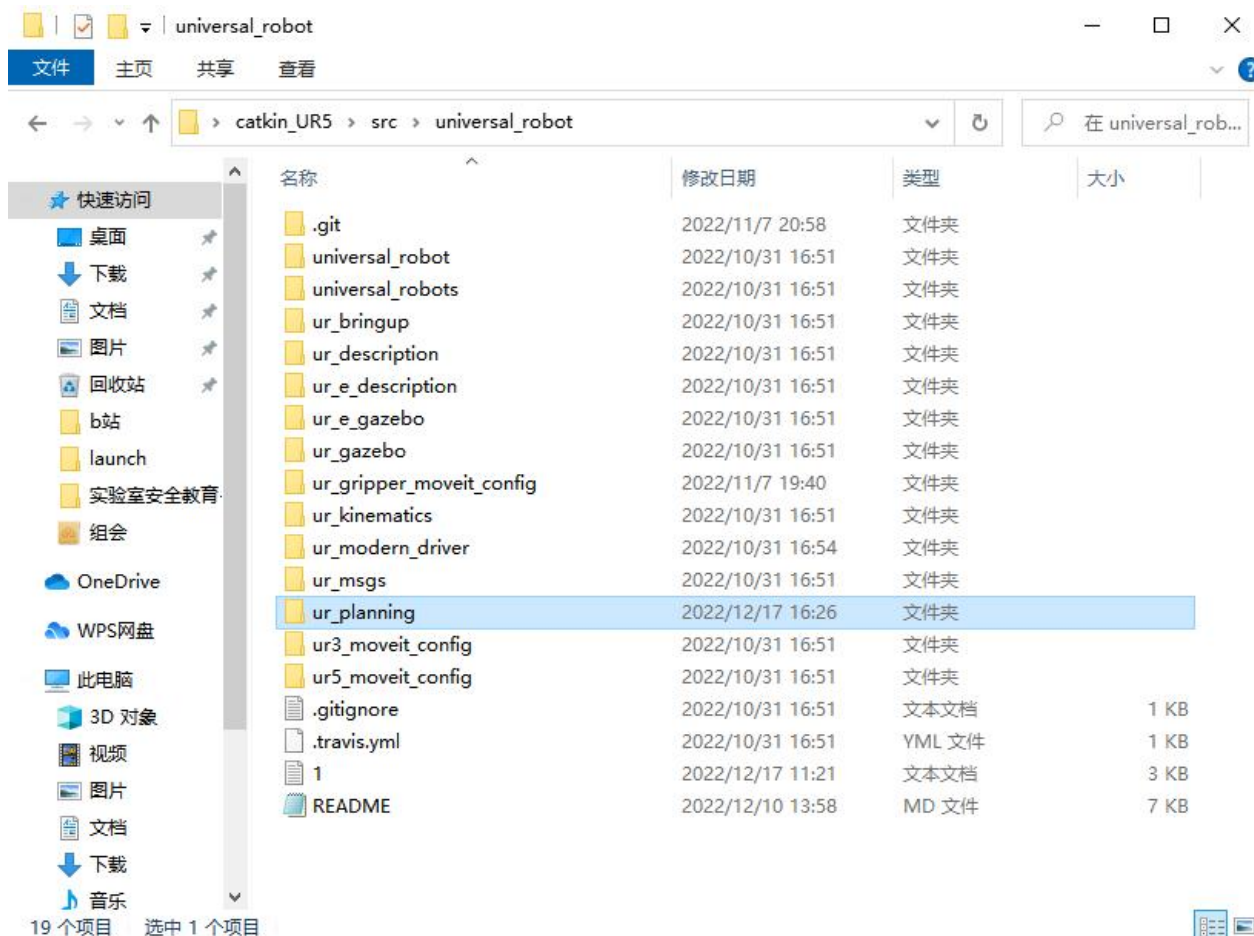 universal_robot
文件 主页 共享 查看
catkin_UR5 › src › universal_robot 在 universal_rob...
名称 修改日期 类型 大小
快速访问
桌面
下载
文档
图片
回收站
b站
launch
实验室安全教育
组会
OneDrive
WPS网盘
此电脑
3D 对象
视频
图片
文档
下载
音乐
.git 2022/11/7 20:58 文件夹
universal_robot 2022/10/31 16:51 文件夹
universal_robots 2022/10/31 16:51 文件夹
ur_bringup 2022/10/31 16:51 文件夹
ur_description 2022/10/31 16:51 文件夹
ur_e_description 2022/10/31 16:51 文件夹
ur_e_gazebo 2022/10/31 16:51 文件夹
ur_gazebo 2022/10/31 16:51 文件夹
ur_gripper_moveit_config 2022/11/7 19:40 文件夹
ur_kinematics 2022/10/31 16:51 文件夹
ur_modern_driver 2022/10/31 16:54 文件夹
ur_msgs 2022/10/31 16:51 文件夹
ur_planning 2022/12/17 16:26 文件夹
ur3_moveit_config 2022/10/31 16:51 文件夹
ur5_moveit_config 2022/10/31 16:51 文件夹
.gitignore 2022/10/31 16:51 文本文档 1 KB
.travis.yml 2022/10/31 16:51 YML 文件 1 KB
1 2022/12/17 11:21 文本文档 3 KB
README 2022/12/10 13:58 MD 文件 7 KB
19 个项目 选中 1 个项目